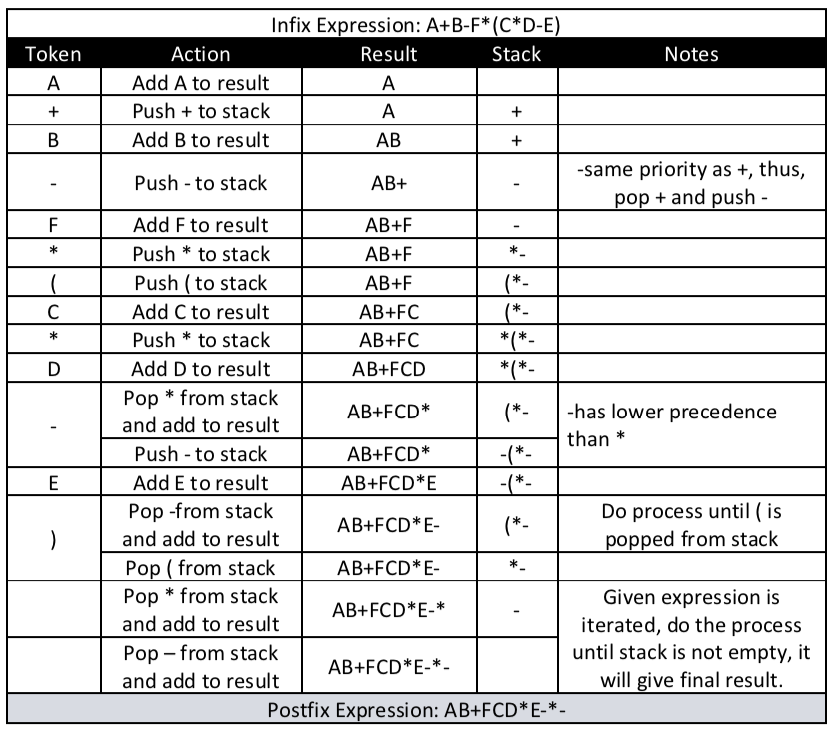 Infix Expression: A+B-F*(C*D-E)
Token Action Result Stack Notes
A Add A to result A
+ Push + to stack A +
B Add B to result AB +
- Push - to stack AB+ - -same priority as +, thus,
pop + and push -
F Add F to result AB+F -
* Push * to stack AB+F *-
( Push ( to stack AB+F (*-
C Add C to result AB+FC (*-
* Push * to stack AB+FC *(*-
D Add D to result AB+FCD *(*-
- Pop * from stack
and add to result AB+FCD* (*- -has lower precedence
than *
Push - to stack AB+FCD* -(*-
E Add E to result AB+FCD*E -(*-
) Pop -from stack
and add to result AB+FCD*E- (*- Do process until ( is
popped from stack
Pop ( from stack AB+FCD*E- *-
Pop * from stack
and add to result AB+FCD*E-* - Given expression is
iterated, do the process
until stack is not empty, it
will give final result.
Pop – from stack
and add to result AB+FCD*E-*-
Postfix Expression: AB+FCD*E-*-